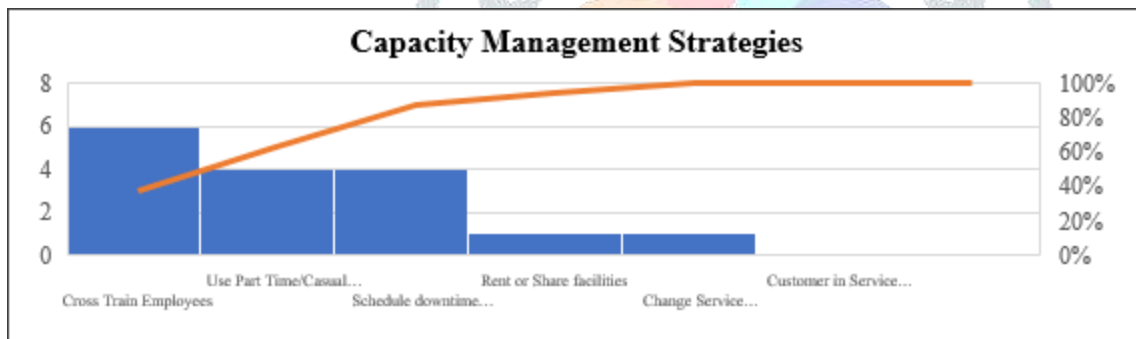 Capacity Management Strategies
8
6
4
2
0
100%
80%
60%
40%
20%
0%
Cross Train Employees
Use Part Time/Casual...
Schedule downtime...
Rent or Share facilities
Change Service...
Customer in Service...